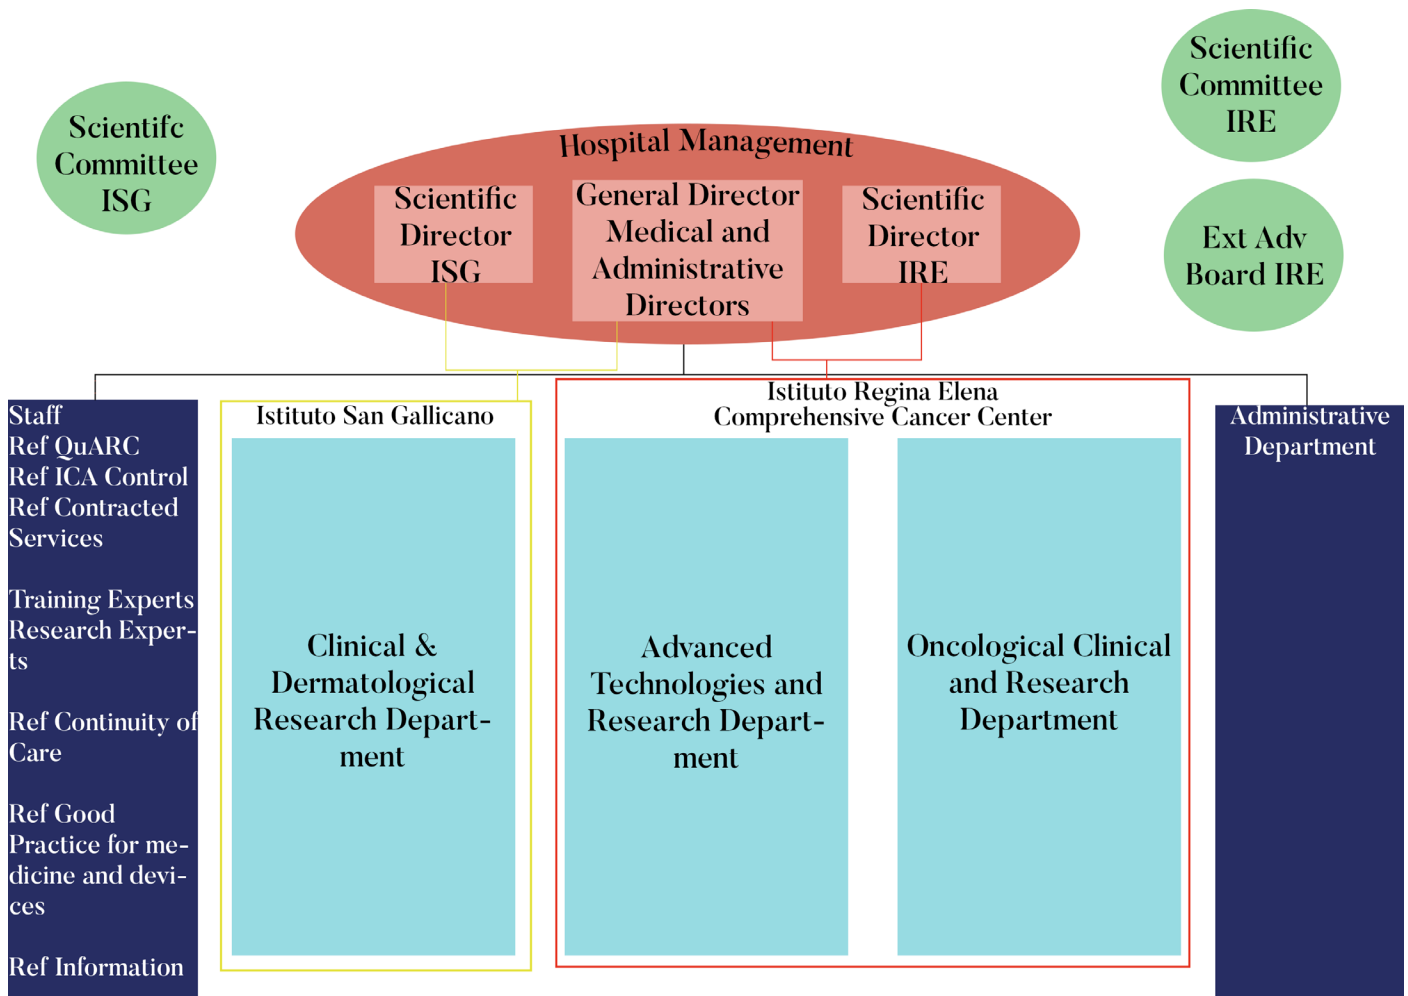 Scientifc
Committee
ISG
Scientific
Committee
IRE
Ext Adv
Board IRE
Hospital Management
Scientific
Director
ISG
General Director
Medical and
Administrative
Directors
Scientific
Director
IRE
Staff
Ref QuARC
Ref ICA Control
Ref Contracted
Services
Training Experts
Research Exper-
ts
Ref Continuity of
Care
Ref Good
Practice for me-
dicine and devi-
ces
Ref Information
Istituto San Gallicano
Clinical &
Dermatological
Research Depart-
ment
Istituto Regina Elena
Comprehensive Cancer Center
Advanced
Technologies and
Research Depart-
ment
Oncological Clinical
and Research
Department
Administrative
Department